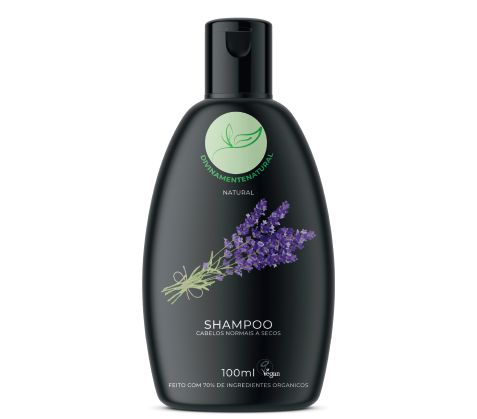 DIVINAMENTENATURAL
NATURAL
SHAMPOO
CABELOS NORMAIS A SECOS
100ml Vegan
FEITO COM 70% DE INGREDIENTES ORGANICOS